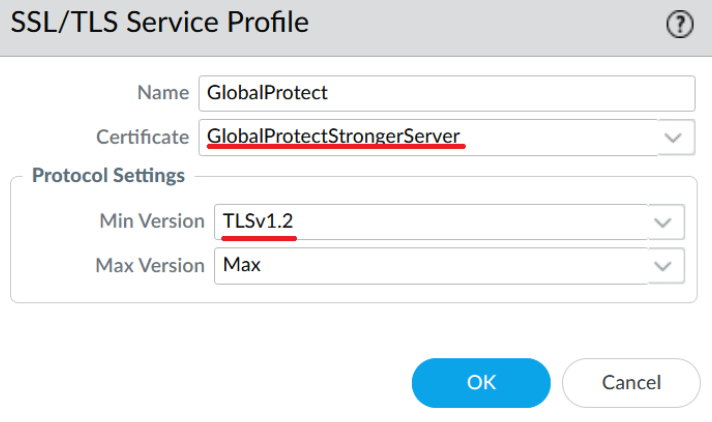 SSL/TLS Service Profile
?
Name GlobalProtect
Certificate GlobalProtectStrongerServer
Protocol Settings
Min Version TLSv1.2
Max Version Max
OK Cancel